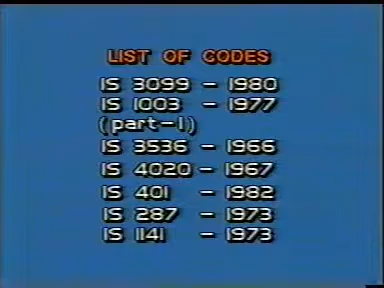 LIST OF CODES
IS 3099 - 1980
IS 1003 - 1977
(part-1)
IS 3536 - 1966
IS 4020 - 1967
IS 401 - 1982
IS 287 - 1973
IS 1141 - 1973